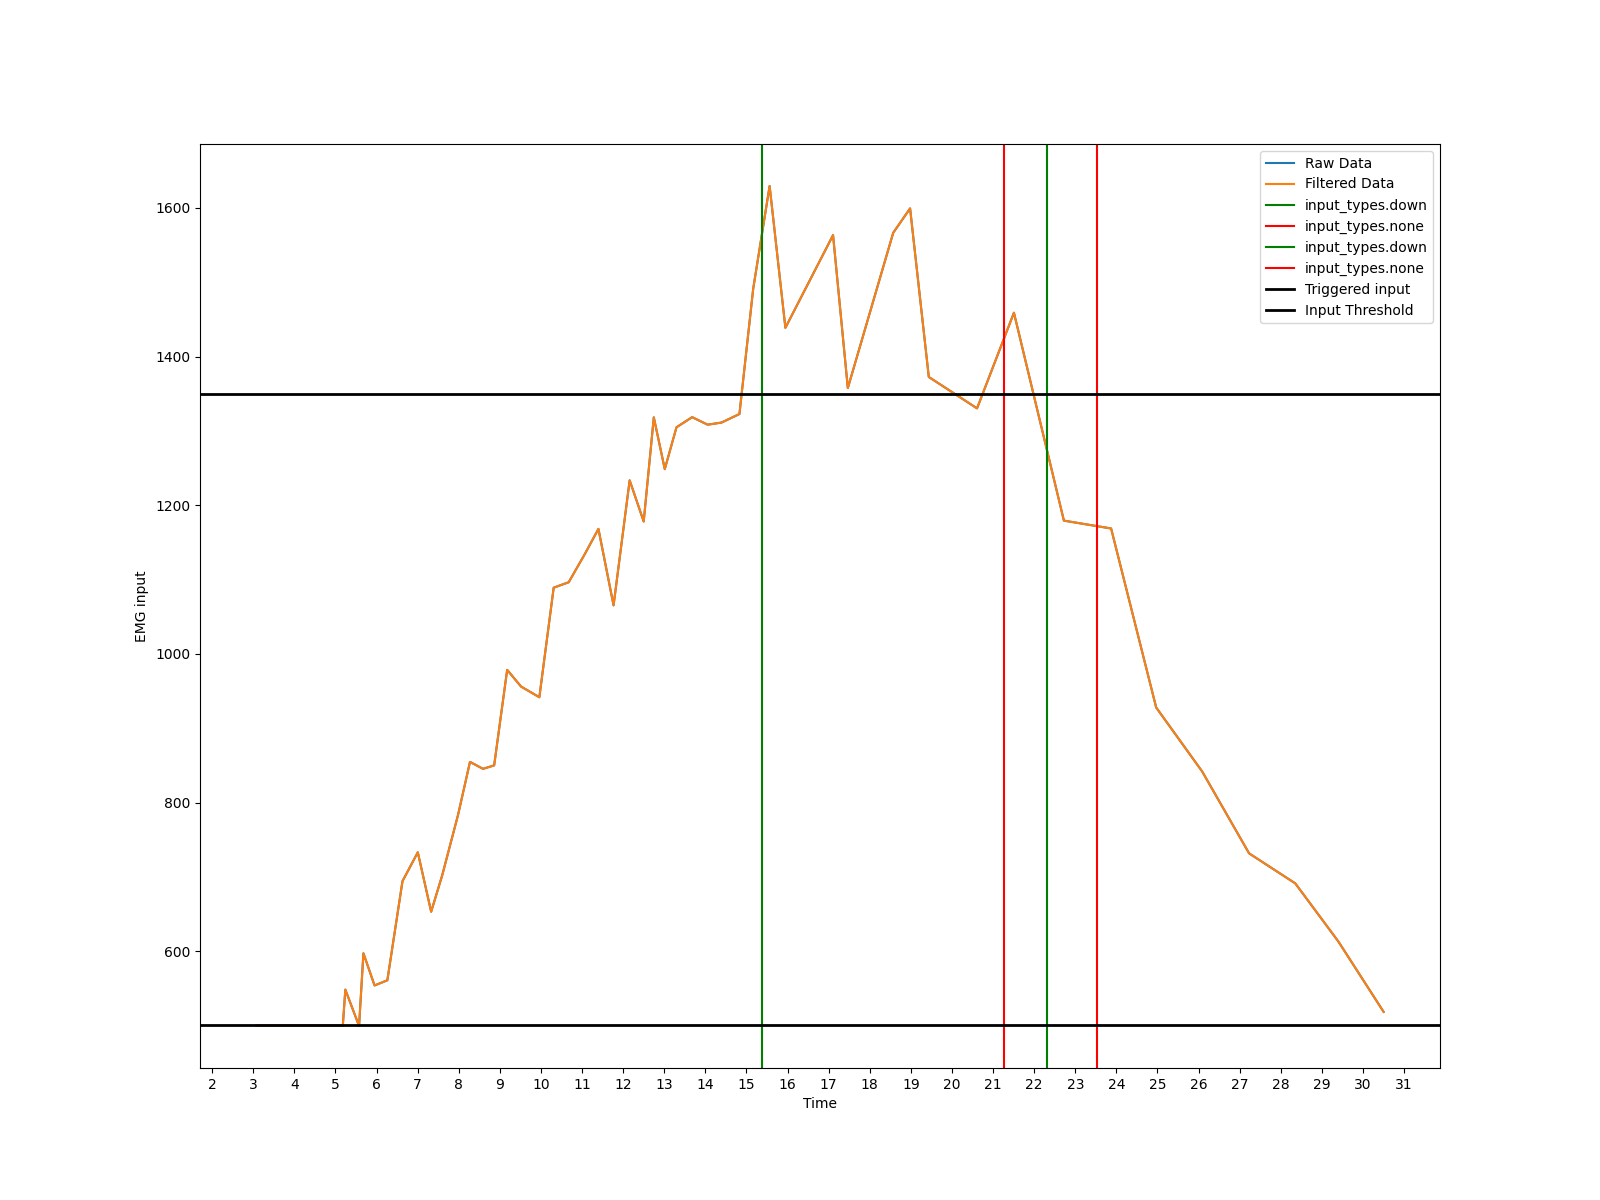 Raw Data
Filtered Data
input_types.down
input_types.none
input_types.down
input_types.none
Triggered input
Input Threshold
1600
1400
1200
1000
800
600
EMG input
2 3 4 5 6 7 8 9 10 11 12 13 14 15 16 17 18 19 20 21 22 23 24 25 26 27 28 29 30 31
Time